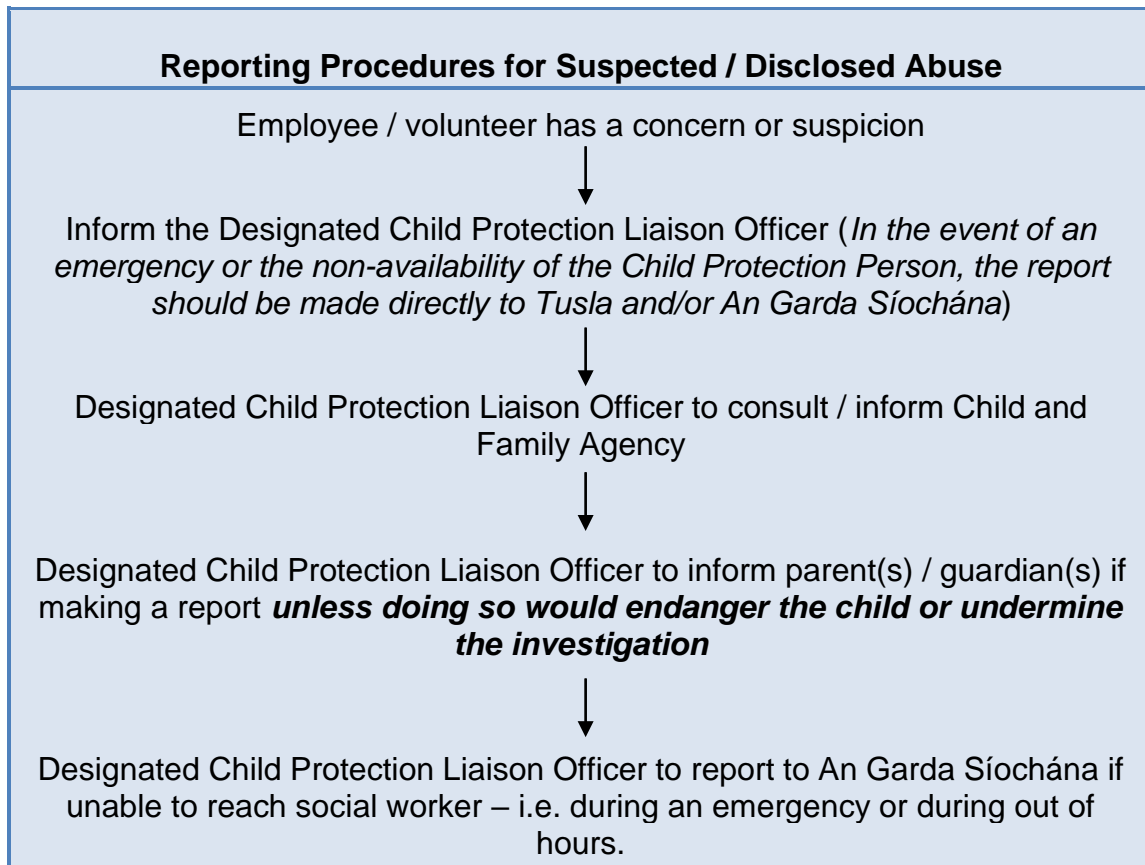 Reporting Procedures for Suspected / Disclosed Abuse
Employee / volunteer has a concern or suspicion
Inform the Designated Child Protection Liaison Officer (In the event of an
emergency or the non-availability of the Child Protection Person, the report
should be made directly to Tusla and/or An Garda Síochána)
Designated Child Protection Liaison Officer to consult / inform Child and
Family Agency
Designated Child Protection Liaison Officer to inform parent(s) / guardian(s) if
making a report unless doing so would endanger the child or undermine
the investigation
Designated Child Protection Liaison Officer to report to An Garda Síochána if
unable to reach social worker – i.e. during an emergency or during out of
hours.